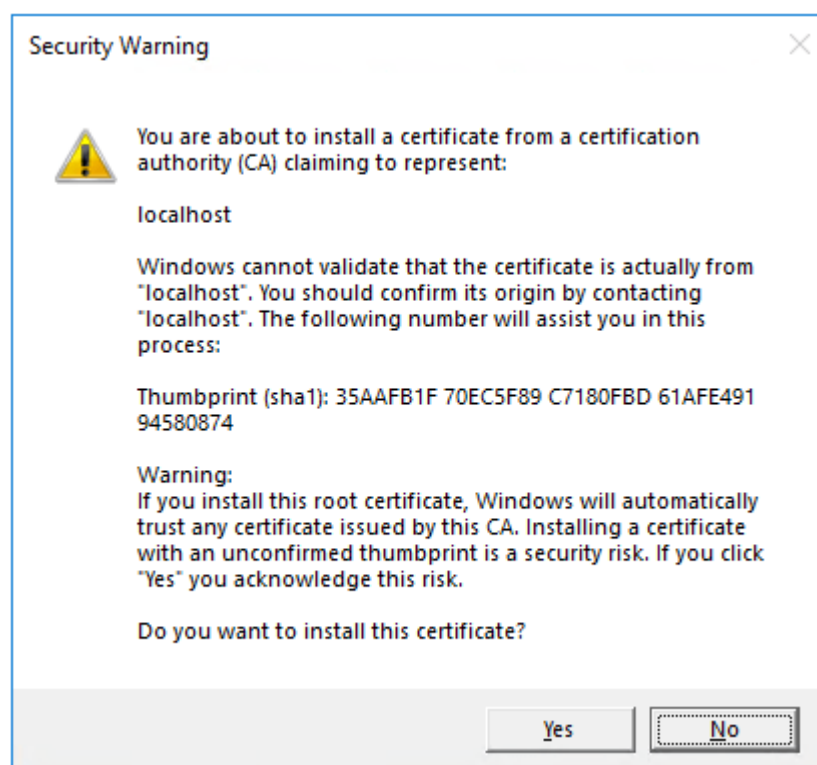 Security Warning
You are about to install a certificate from a certification
authority (CA) claiming to represent:
localhost
Windows cannot validate that the certificate is actually from
"localhost". You should confirm its origin by contacting
"localhost". The following number will assist you in this
process:
Thumbprint (sha1): 35AAFB1F 70EC5F89 C7180FBD 61AFE491
94580874
Warning:
If you install this root certificate, Windows will automatically
trust any certificate issued by this CA. Installing a certificate
with an unconfirmed thumbprint is a security risk. If you click
"Yes" you acknowledge this risk.
Do you want to install this certificate?
Yes No